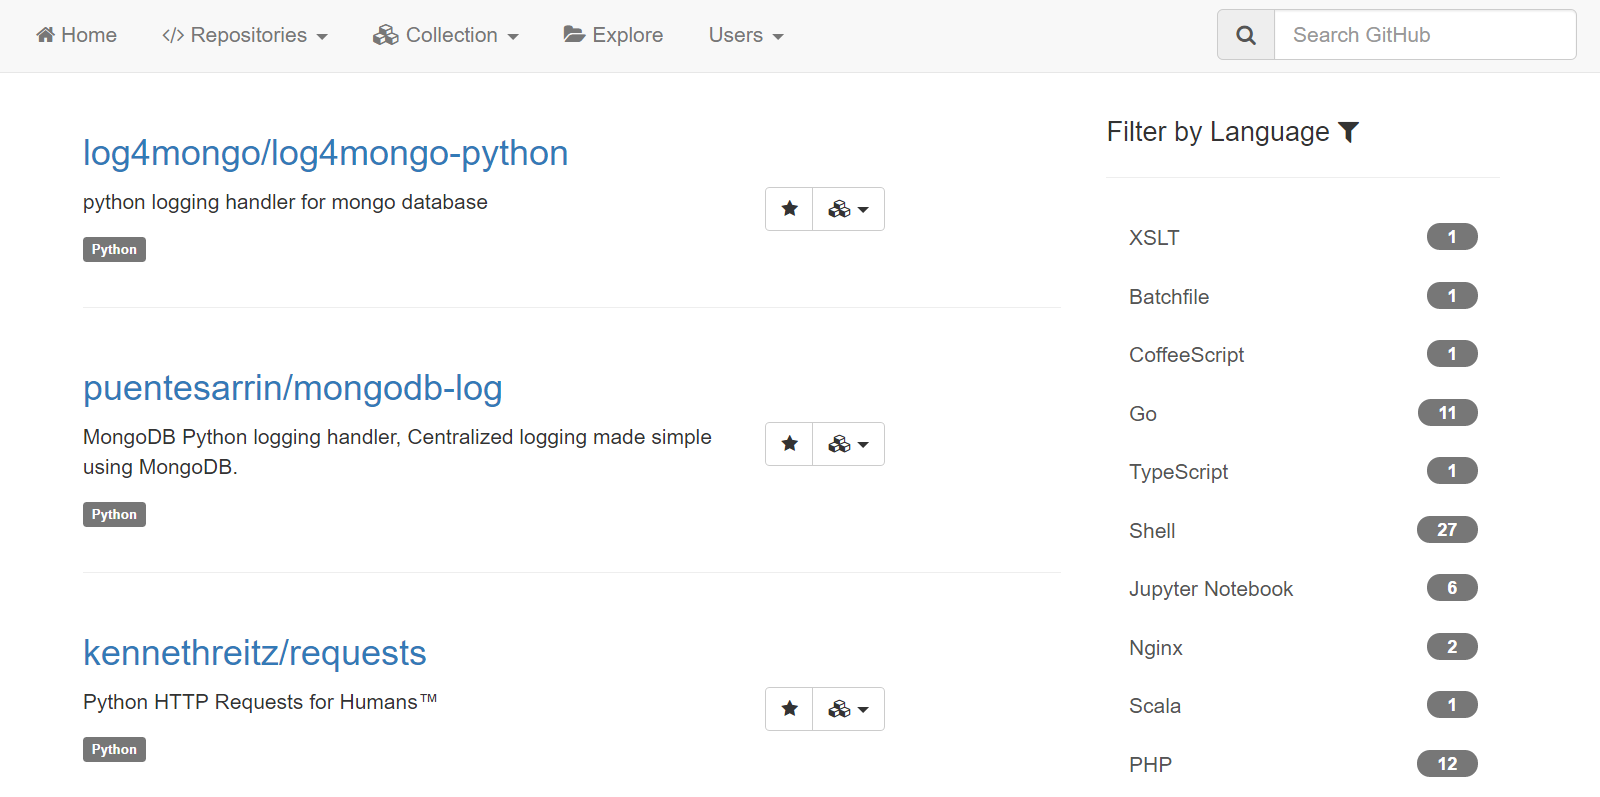 Home
Repositories
Collection
Explore
Users
Search GitHub
log4mongo/log4mongo-python
python logging handler for mongo database
Python
puentesarrin/mongodb-log
MongoDB Python logging handler, Centralized logging made simple
using MongoDB.
Python
kennethreitz/requests
Python HTTP Requests for Humans™
Python
Filter by Language
XSLT 1
Batchfile 1
CoffeeScript 1
Go 11
TypeScript 1
Shell 27
Jupyter Notebook 6
Nginx 2
Scala 1
PHP 12